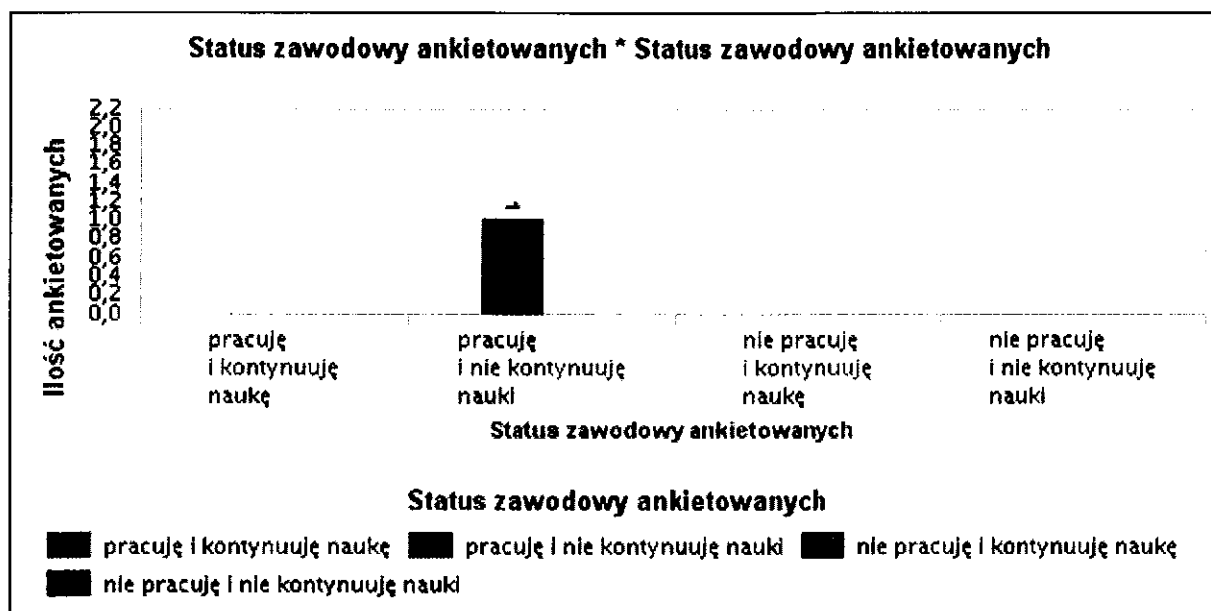 Status zawodowy ankietowanych * Status zawodowy ankietowanych
Ilość ankietowanych
2,2
2,0
1,8
1,6
1,4
1,2
1,0
0,8
0,6
0,4
0,2
0,0
1
pracuję
i kontynuuję
naukę
pracuję
i nie kontynuuję
nauki
nie pracuję
i kontynuuję
naukę
nie pracuję
i nie kontynuuję
nauki
Status zawodowy ankietowanych
Status zawodowy ankietowanych
pracuję i kontynuuję naukę pracuję i nie kontynuuję nauki nie pracuję i kontynuuję naukę
nie pracuję i nie kontynuuję nauki